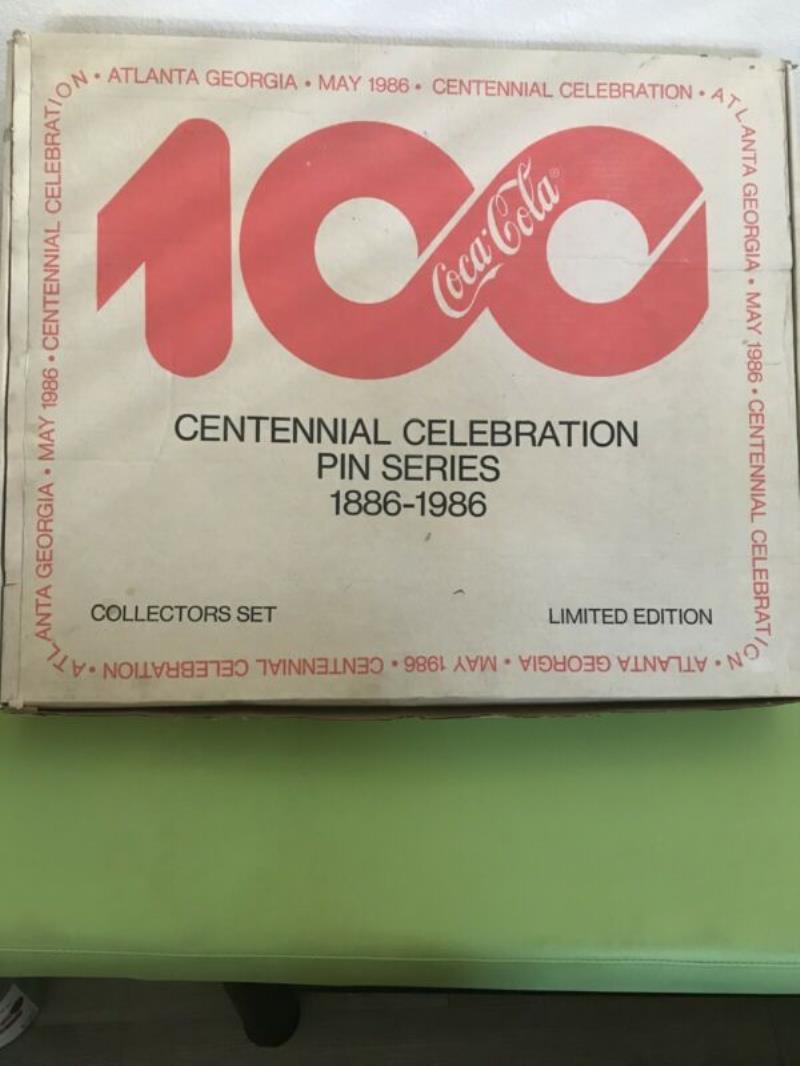 • ATLANTA GEORGIA • MAY 1986 • CENTENNIAL CELEBRATION •
ATLANTA GEORGIA • MAY 1986 • CENTENNIAL CELEBRATION
• ATLANTA GEORGIA • MAY 1986 • CENTENNIAL CELEBRATION •
ATLANTA GEORGIA • MAY 1986 • CENTENNIAL CELEBRATION
100
Coca-Cola®
CENTENNIAL CELEBRATION
PIN SERIES
1886-1986
COLLECTORS SET
LIMITED EDITION